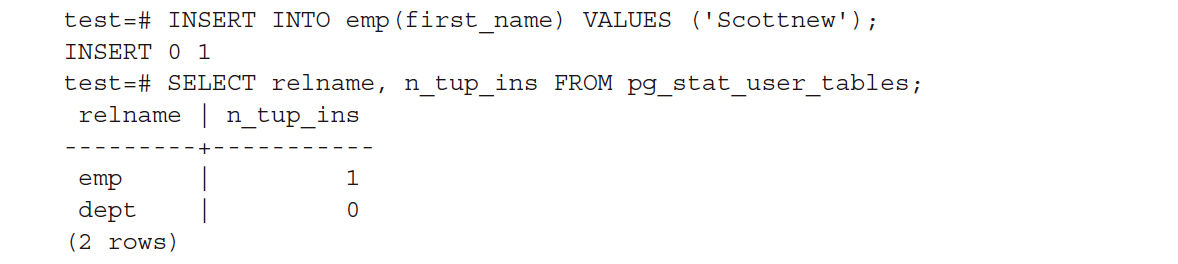 test=# INSERT INTO emp(first_name) VALUES ('Scottnew');
INSERT 0 1
test=# SELECT relname, n_tup_ins FROM pg_stat_user_tables;
 relname | n_tup_ins
---------+-----------
 emp     |         1
 dept    |         0
(2 rows)